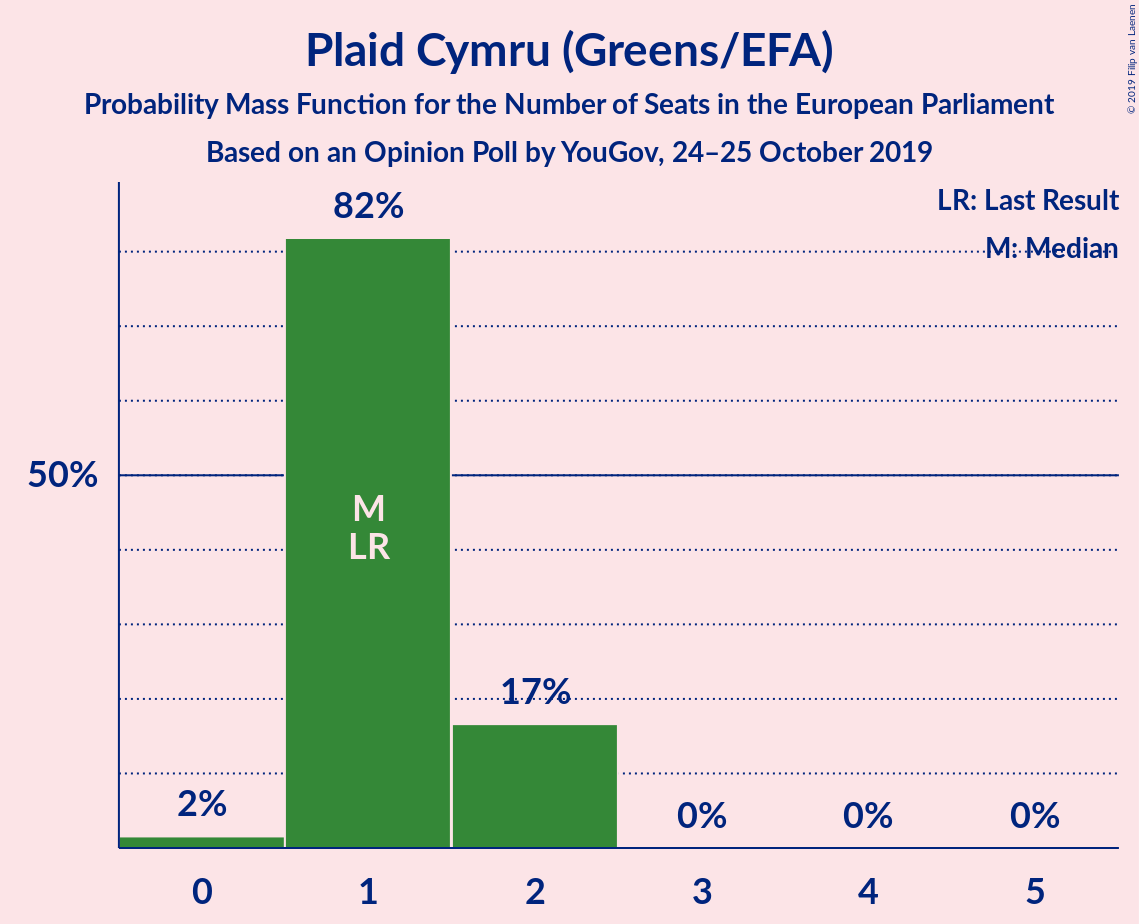 Plaid Cymru (Greens/EFA)
Probability Mass Function for the Number of Seats in the European Parliament
Based on an Opinion Poll by YouGov, 24–25 October 2019
© 2019 Filip van Laenen
LR: Last Result
M: Median
82%
50%
M
LR
17%
2%
0%
0%
0%
0
1
2
3
4
5